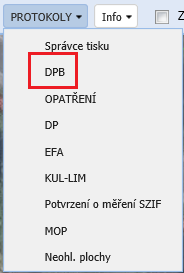 PROTOKOLY Info Z
Správce tisku
DPB
OPATŘENÍ
DP
EFA
KUL-LIM
Potvrzení o měření SZIF
MOP
Neohl. plochy